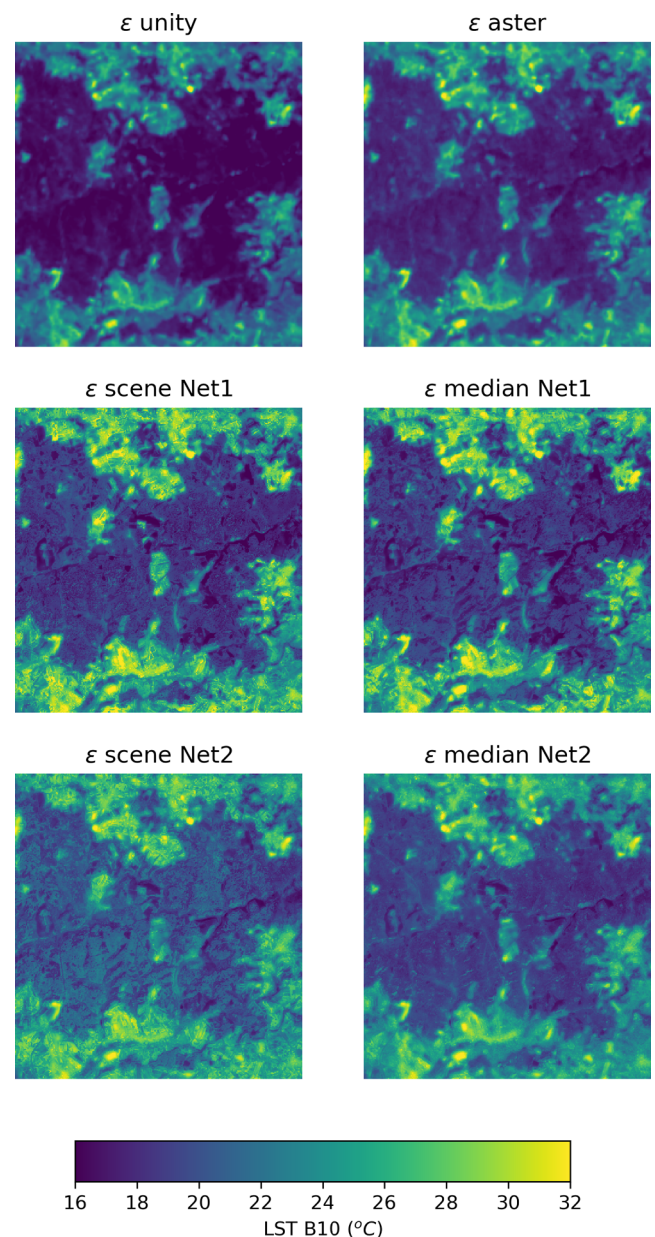 ε unity
ε aster
ε scene Net1
ε median Net1
ε scene Net2
ε median Net2
16 18 20 22 24 26 28 30 32
LST B10 (°C)